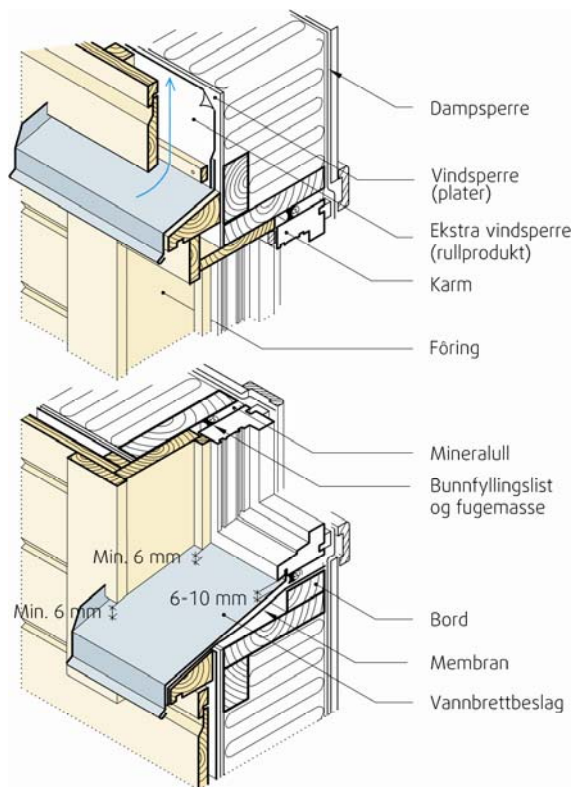 Dampsperre
Vindsperre
(plater)
Ekstra vindsperre
(rullprodukt)
Karm
Fôring
Mineralull
Bunnfyllingslist
og fugemasse
Min. 6 mm
6-10 mm
Min. 6 mm
Bord
Membran
Vannbrettbeslag